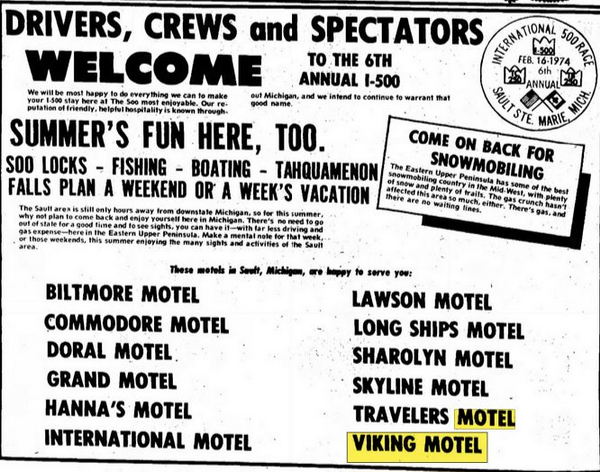 DRIVERS, CREWS and SPECTATORS
WELCOME
TO THE 6TH
ANNUAL I-500
INTERNATIONAL 500 RACE
I-500
FEB. 16-1974
6th
ANNUAL
SAULT STE. MARIE, MICH.
We will be most happy to do everything we can to make
your I-500 stay here at The Soo most enjoyable. Our re-
putation of friendly, helpful hospitality is known through-
out Michigan, and we intend to continue to warrant that
good name.
SUMMER'S FUN HERE, TOO.
SOO LOCKS - FISHING - BOATING - TAHQUAMENON
FALLS PLAN A WEEKEND OR A WEEK'S VACATION
COME ON BACK FOR
SNOWMOBILING
The Eastern Upper Peninsula has some of the best
snowmobiling country in the Mid-West, with plenty
of snow and plenty of trails. The gas crunch hasn't
affected this area so much, either. There's gas, and
there are no waiting lines.
The Sault area is still only hours away from downstate Michigan, so for this summer,
why not plan to come back and enjoy yourself here in Michigan. There's no need to go
out of state for a good time and to see sights, you can have it—with far less driving and
gas expense—here in the Eastern Upper Peninsula. Make a mental note for that week,
or those weekends, this summer enjoying the many sights and activities of the Sault
area.
These motels in Sault, Michigan, are happy to serve you:
BILTMORE MOTEL
COMMODORE MOTEL
DORAL MOTEL
GRAND MOTEL
HANNA'S MOTEL
INTERNATIONAL MOTEL
LAWSON MOTEL
LONG SHIPS MOTEL
SHAROLYN MOTEL
SKYLINE MOTEL
TRAVELERS MOTEL
VIKING MOTEL